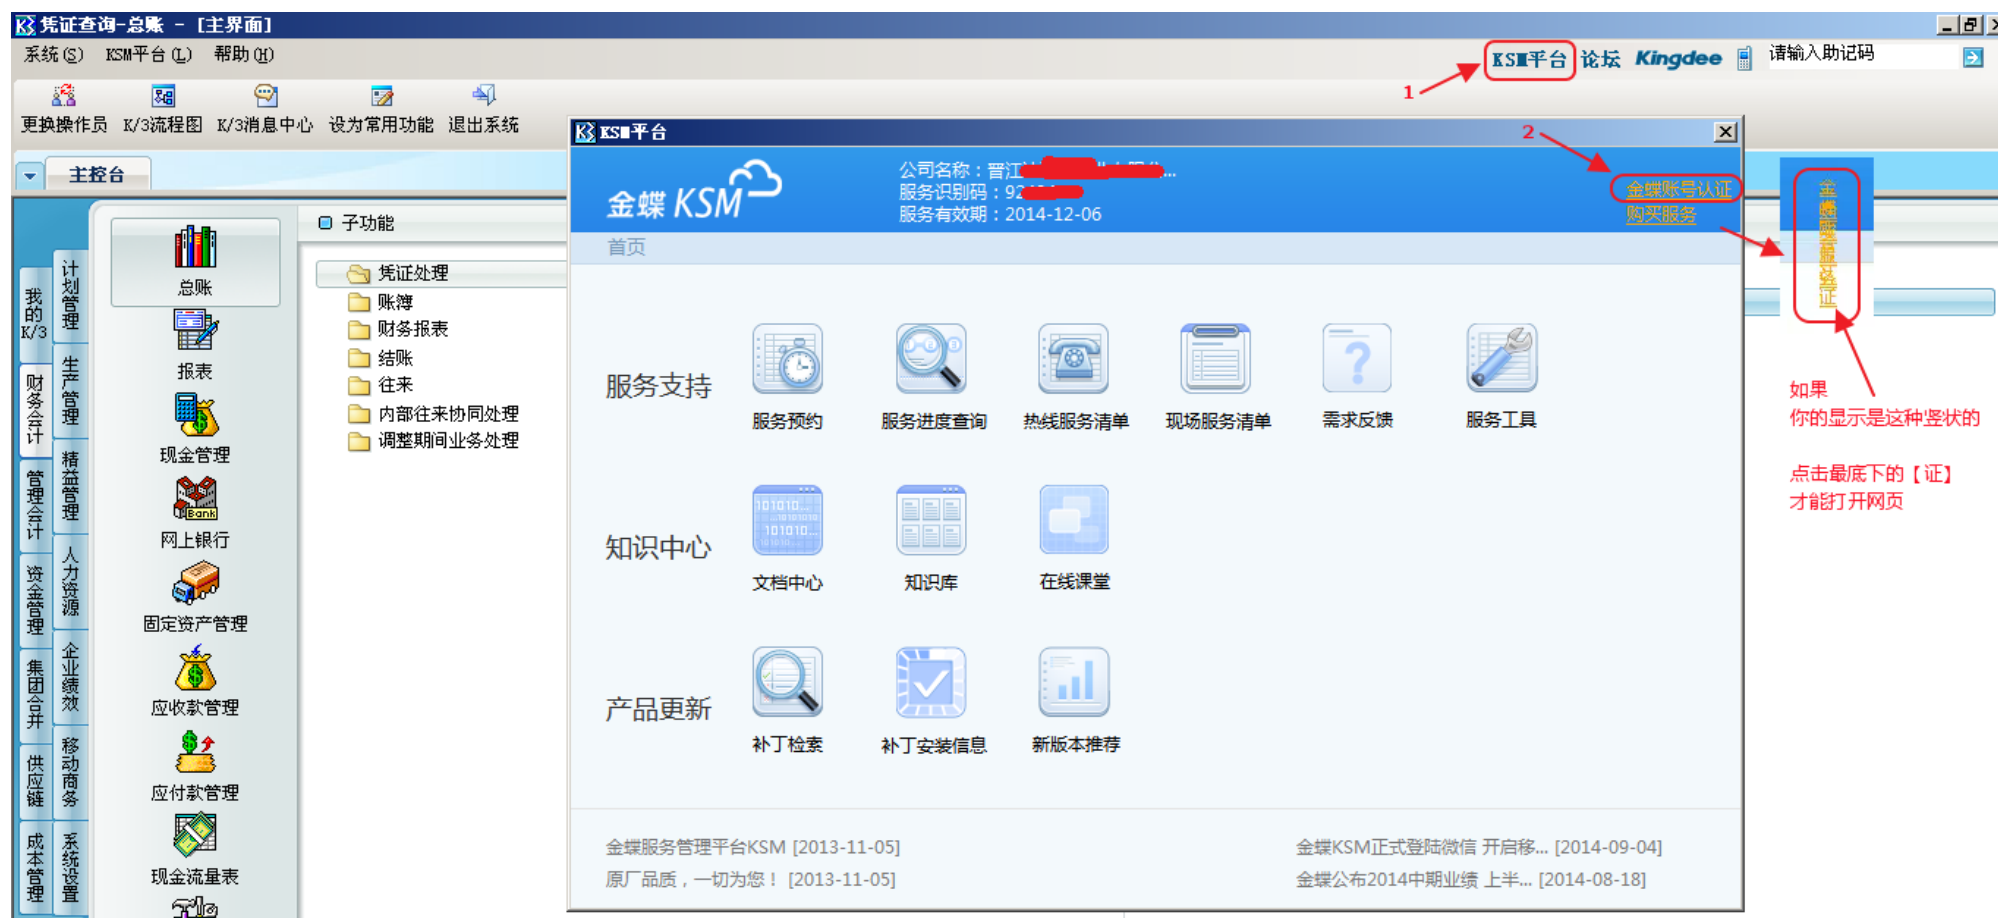 凭证查询-总账 - [主界面]
系统(S) KSM平台(L) 帮助(H)
KSM平台 论坛 Kingdee 请输入助记码
1
更换操作员 K/3流程图 K/3消息中心 设为常用功能 退出系统
主控台
我的K/3
财务会计
管理会计
资金管理
集团合并
供应链
成本管理
计划管理
生产管理
精益管理
人力资源
企业绩效
移动商务
系统设置
总账
报表
现金管理
网上银行
Bank
固定资产管理
应收款管理
应付款管理
现金流量表
子功能
凭证处理
账簿
财务报表
结账
往来
内部往来协同处理
调整期间业务处理
KSM平台
2
金蝶 KSM
公司名称：晋江
...
服务识别码：92
服务有效期：2014-12-06
金蝶账号认证
购买服务
首页
服务支持
服务预约 服务进度查询 热线服务清单 现场服务清单 需求反馈 服务工具
知识中心
文档中心 知识库 在线课堂
产品更新
补丁检索 补丁安装信息 新版本推荐
金蝶服务管理平台KSM [2013-11-05]
原厂品质，一切为您！ [2013-11-05]
金蝶KSM正式登陆微信 开启移... [2014-09-04]
金蝶公布2014中期业绩 上半... [2014-08-18]
如果
你的显示是这种竖状的
点击最底下的【证】
才能打开网页